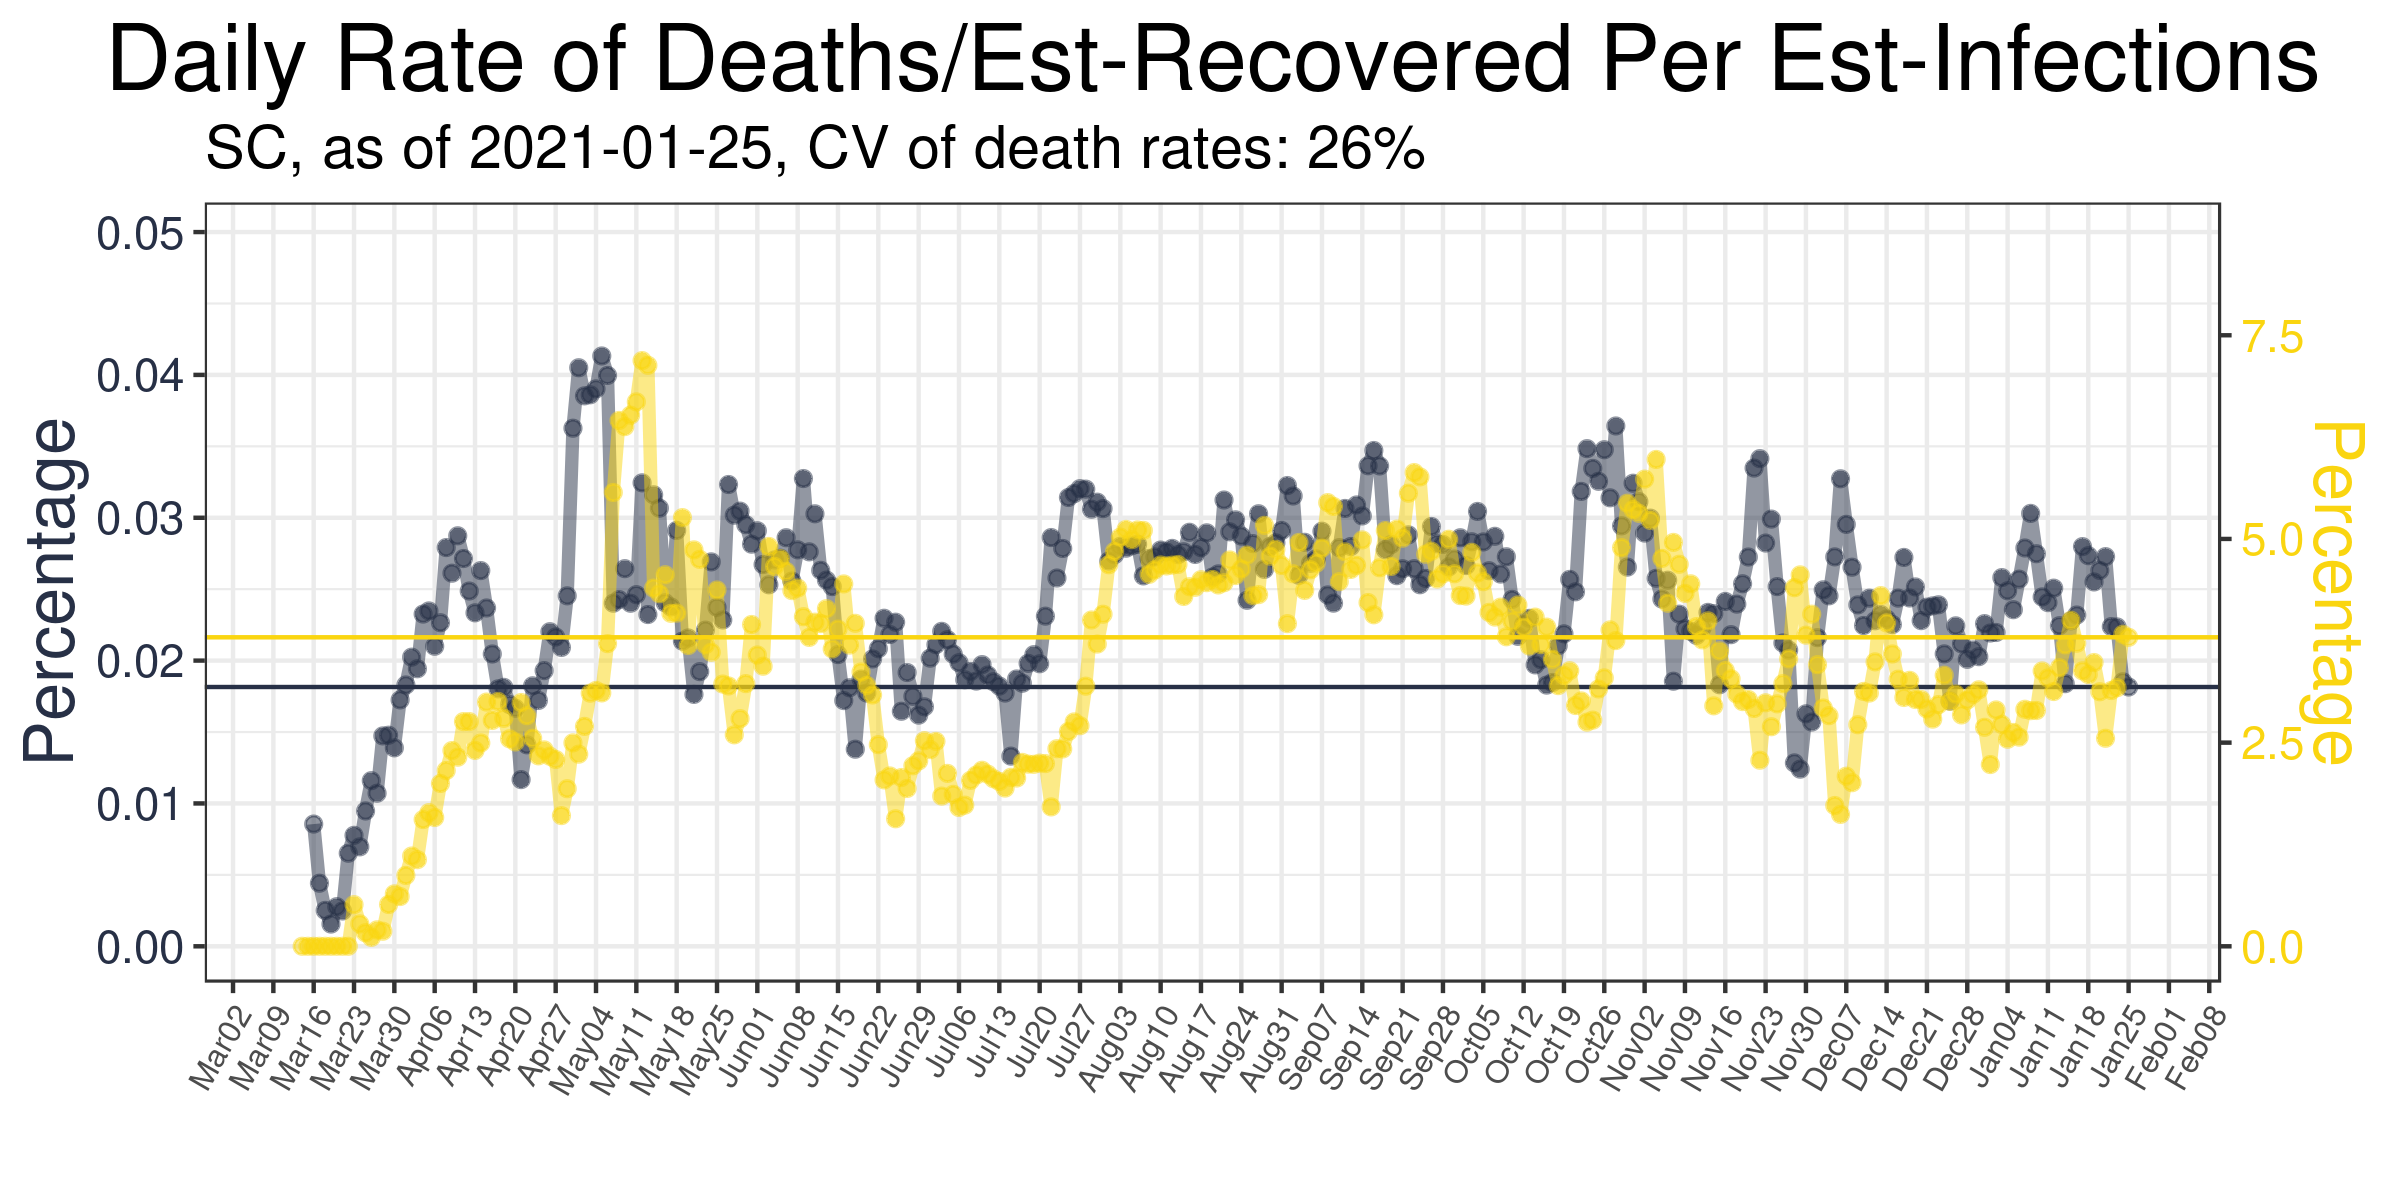 Daily Rate of Deaths/Est-Recovered Per Est-Infections
SC, as of 2021-01-25, CV of death rates: 26%
Percentage
0.05
0.04
0.03
0.02
0.01
0.00
7.5
5.0
2.5
0.0
Percentage
Mar02
Mar09
Mar16
Mar23
Mar30
Apr06
Apr13
Apr20
Apr27
May04
May11
May18
May25
Jun01
Jun08
Jun15
Jun22
Jun29
Jul06
Jul13
Jul20
Jul27
Aug03
Aug10
Aug17
Aug24
Aug31
Sep07
Sep14
Sep21
Sep28
Oct05
Oct12
Oct19
Oct26
Nov02
Nov09
Nov16
Nov23
Nov30
Dec07
Dec14
Dec21
Dec28
Jan04
Jan11
Jan18
Jan25
Feb01
Feb08